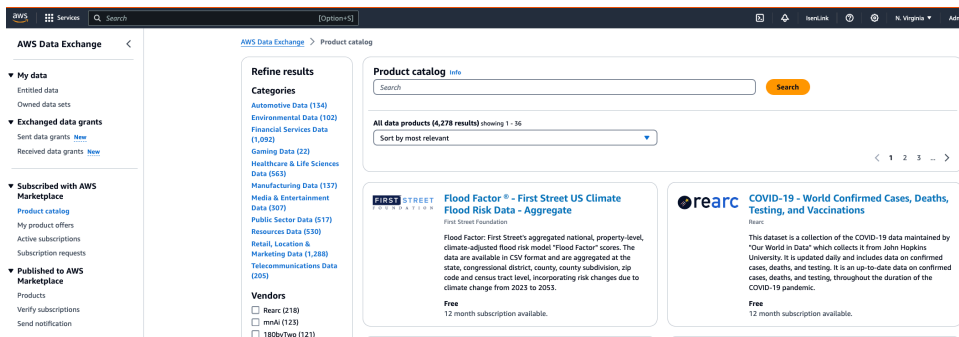 aws
Services
Search
[Option+S]
IsenLink
N. Virginia ▼
AWS Data Exchange
AWS Data Exchange > Product catalog
▼ My data
Entitled data
Owned data sets
▼ Exchanged data grants
Sent data grants New
Received data grants New
▼ Subscribed with AWS
Marketplace
Product catalog
My product offers
Active subscriptions
Subscription requests
▼ Published to AWS
Marketplace
Products
Verify subscriptions
Send notification
Refine results
Categories
Automotive Data (134)
Environmental Data (102)
Financial Services Data
(1,092)
Gaming Data (22)
Healthcare & Life Sciences
Data (563)
Manufacturing Data (137)
Media & Entertainment
Data (307)
Public Sector Data (517)
Resources Data (530)
Retail, Location &
Marketing Data (1,288)
Telecommunications Data
(205)
Vendors
Rearc (218)
mnAi (123)
180byTwo (121)
Product catalog Info
Search
Search
All data products (4,278 results) showing 1 - 36
Sort by most relevant
< 1 2 3 ... >
FIRST STREET
FOUNDATION
Flood Factor ® - First Street US Climate
Flood Risk Data - Aggregate
First Street Foundation
Flood Factor: First Street's aggregated national, property-level,
climate-adjusted flood risk model "Flood Factor" scores. The
data are available in CSV format and are aggregated at the
state, congressional district, county, county subdivision, zip
code and census tract level, incorporating risk changes due to
climate change from 2023 to 2053.
Free
12 month subscription available.
rearc
COVID-19 - World Confirmed Cases, Deaths,
Testing, and Vaccinations
Rearc
This dataset is a collection of the COVID-19 data maintained by
"Our World in Data" which collects it from John Hopkins
University. It is updated daily and includes data on confirmed
cases, deaths, and testing. It is an up-to-date data on confirmed
cases, deaths, and testing, throughout the duration of the
COVID-19 pandemic.
Free
12 month subscription available.